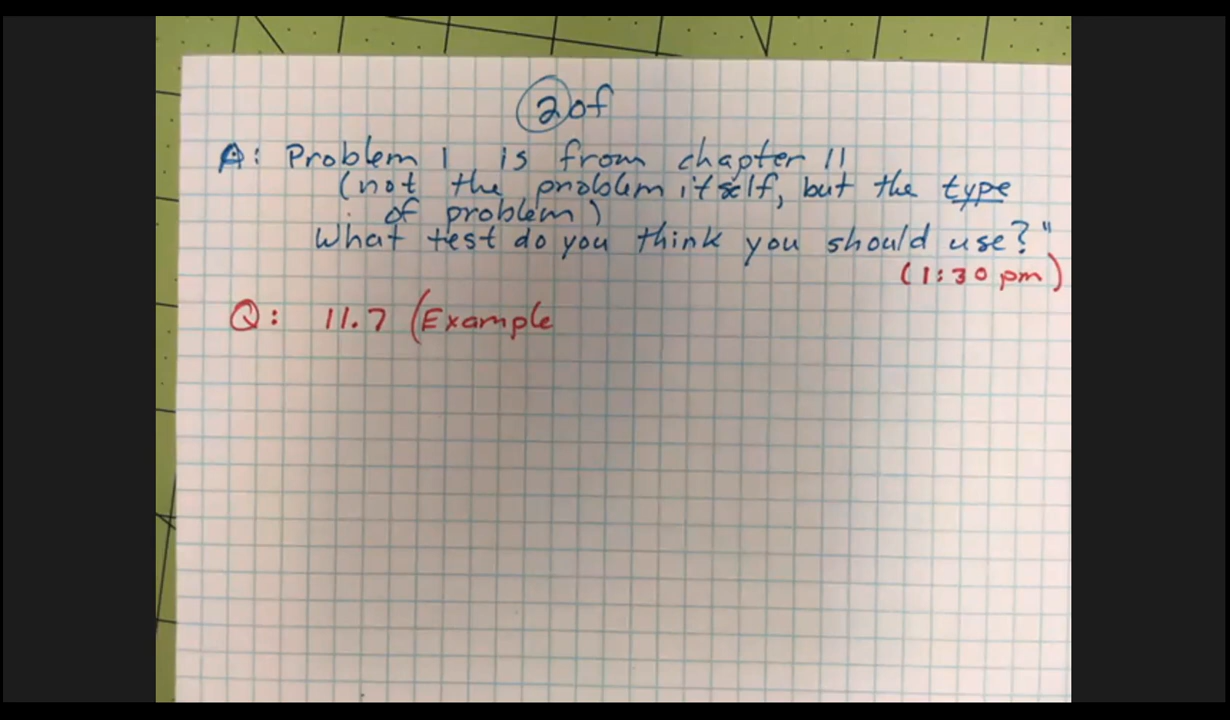 2 of
A: Problem 1 is from chapter 11
(not the problem itself, but the type
of problem)
What test do you think you should use?"
(1:30 pm)
Q: 11.7 (Example